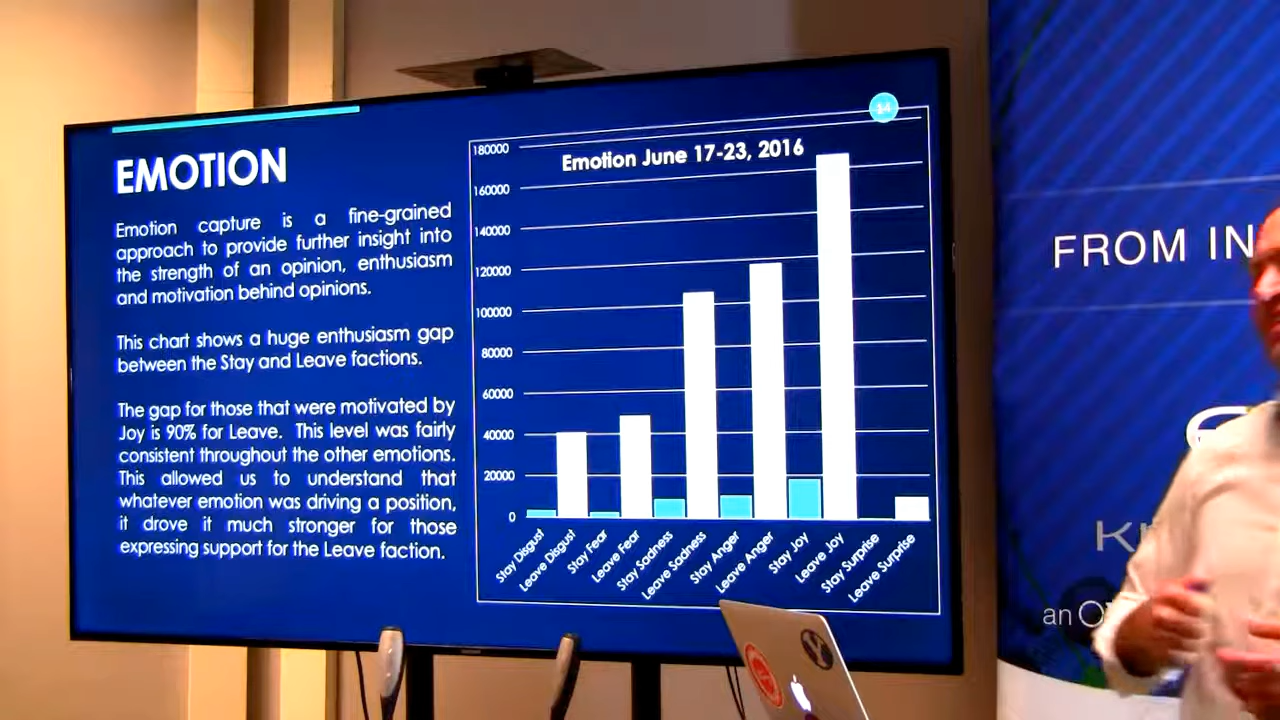 EMOTION
Emotion capture is a fine-grained
approach to provide further insight into
the strength of an opinion, enthusiasm
and motivation behind opinions.
This chart shows a huge enthusiasm gap
between the Stay and Leave factions.
The gap for those that were motivated by
Joy is 90% for Leave. This level was fairly
consistent throughout the other emotions.
This allowed us to understand that
whatever emotion was driving a position,
it drove it much stronger for those
expressing support for the Leave faction.
14
Emotion June 17-23, 2016
180000
160000
140000
120000
100000
80000
60000
40000
20000
0
Stay Disgust
Leave Disgust
Stay Fear
Leave Fear
Stay Sadness
Leave Sadness
Stay Anger
Leave Anger
Stay Joy
Leave Joy
Stay Surprise
Leave Surprise
FROM IN
an